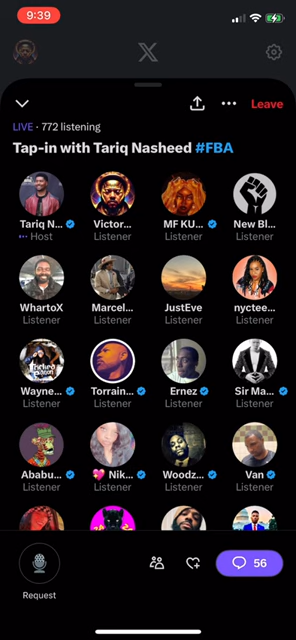 9:39
Leave
LIVE · 772 listening
Tap-in with Tariq Nasheed #FBA
Tariq N... Victor... MF KU... New Bl...
Host Listener Listener Listener
WhartoX Marcel... JustEve nyctee...
Listener Listener Listener Listener
Wayne... Torrain... Ernez Sir Ma...
Listener Listener Listener Listener
Ababu... 💖 Nik... Woodz... Van
Listener Listener Listener Listener
56
Request